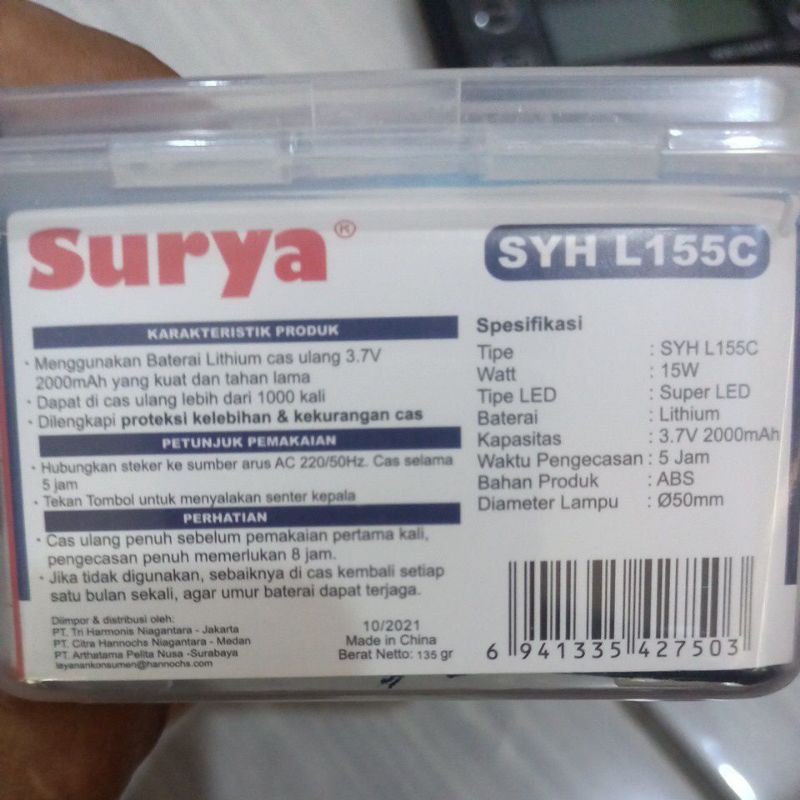 Surya®
SYH L155C
KARAKTERISTIK PRODUK
• Menggunakan Baterai Lithium cas ulang 3.7V
2000mAh yang kuat dan tahan lama
• Dapat di cas ulang lebih dari 1000 kali
• Dilengkapi proteksi kelebihan & kekurangan cas
PETUNJUK PEMAKAIAN
• Hubungkan steker ke sumber arus AC 220/50Hz. Cas selama
5 jam
• Tekan Tombol untuk menyalakan senter kepala
PERHATIAN
• Cas ulang penuh sebelum pemakaian pertama kali,
pengecasan penuh memerlukan 8 jam.
• Jika tidak digunakan, sebaiknya di cas kembali setiap
satu bulan sekali, agar umur baterai dapat terjaga.
Diimpor & distribusi oleh:
PT. Tri Harmonis Niagantara - Jakarta
PT. Citra Hannochs Niagantara - Medan
PT. Arthatama Pelita Nusa -Surabaya
layanankonsumen@hannochs.com
10/2021
Made in China
Berat Netto: 135 gr
Spesifikasi
Tipe : SYH L155C
Watt : 15W
Tipe LED : Super LED
Baterai : Lithium
Kapasitas : 3.7V 2000mAh
Waktu Pengecasan : 5 Jam
Bahan Produk : ABS
Diameter Lampu : Ø50mm
6 941335 427503